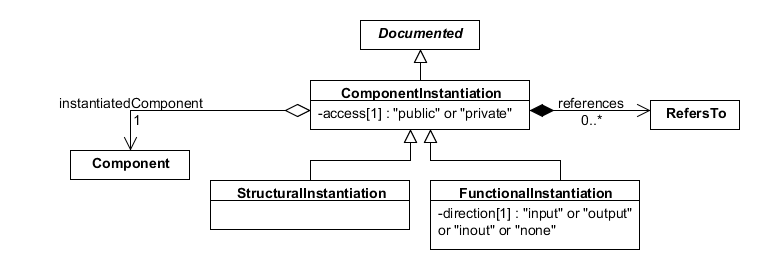 Documented
ComponentInstantiation
-access[1] : "public" or "private"
instantiatedComponent
1
references
0..*
RefersTo
Component
StructuralInstantiation
FunctionalInstantiation
-direction[1] : "input" or "output"
or "inout" or "none"